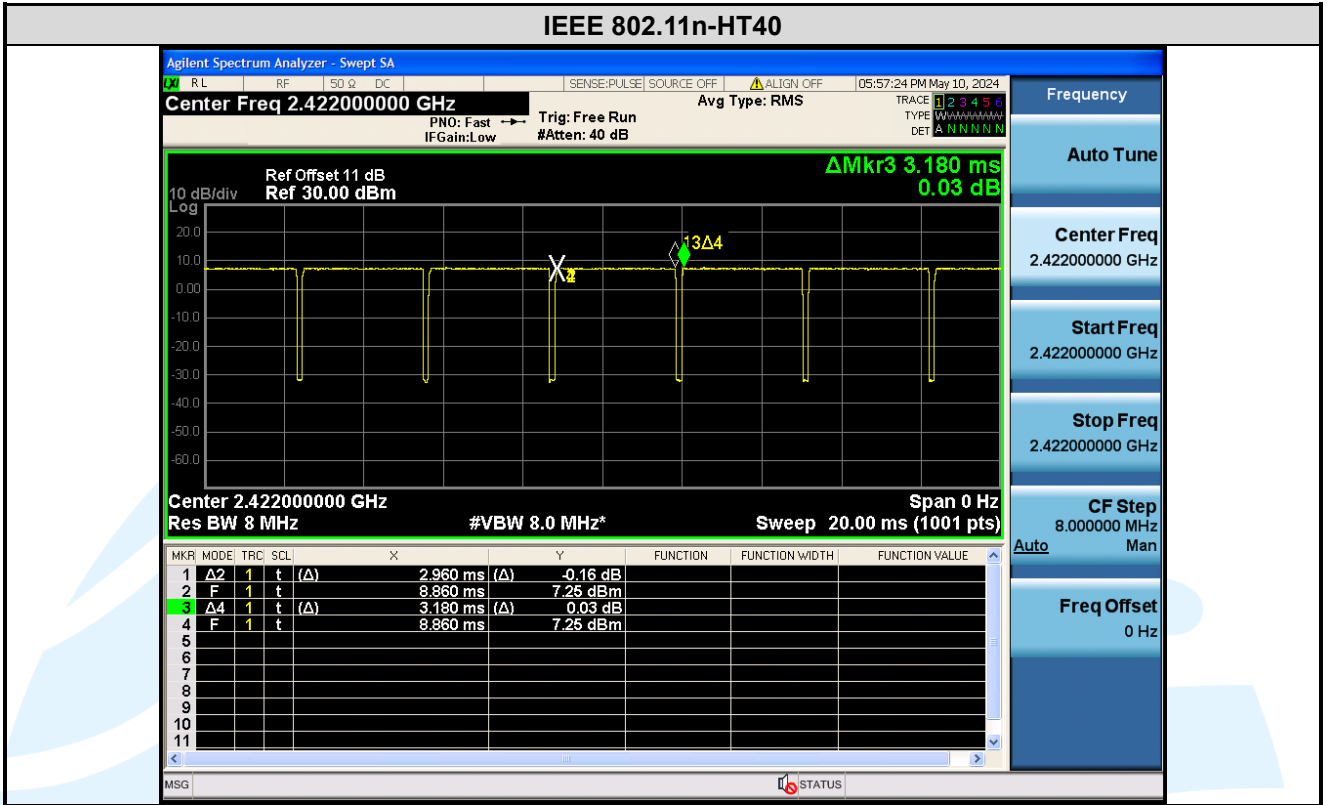 IEEE 802.11n-HT40
Agilent Spectrum Analyzer - Swept SA
LXI RL RF 50 Ω DC SENSE:PULSE SOURCE OFF ALIGN OFF 05:57:24 PM May 10, 2024
Center Freq 2.422000000 GHz
Avg Type: RMS
TRACE 1 2 3 4 5 6
PNO: Fast Trig: Free Run
TYPE WWWWWW
IFGain:Low #Atten: 40 dB
DET A N N N N N
ΔMkr3 3.180 ms
0.03 dB
Ref Offset 11 dB
10 dB/div Ref 30.00 dBm
Log
20.0
10.0
0.00
-10.0
-20.0
-30.0
-40.0
-50.0
-60.0
13Δ4
Center 2.422000000 GHz Span 0 Hz
Res BW 8 MHz #VBW 8.0 MHz* Sweep 20.00 ms (1001 pts)
MKR MODE TRC SCL X Y FUNCTION FUNCTION WIDTH FUNCTION VALUE
1 Δ2 1 t (Δ) 2.960 ms (Δ) -0.16 dB
2 F 1 t 8.860 ms 7.25 dBm
3 Δ4 1 t (Δ) 3.180 ms (Δ) 0.03 dB
4 F 1 t 8.860 ms 7.25 dBm
5
6
7
8
9
10
11
MSG STATUS
Frequency
Auto Tune
Center Freq
2.422000000 GHz
Start Freq
2.422000000 GHz
Stop Freq
2.422000000 GHz
CF Step
8.000000 MHz
Auto Man
Freq Offset
0 Hz